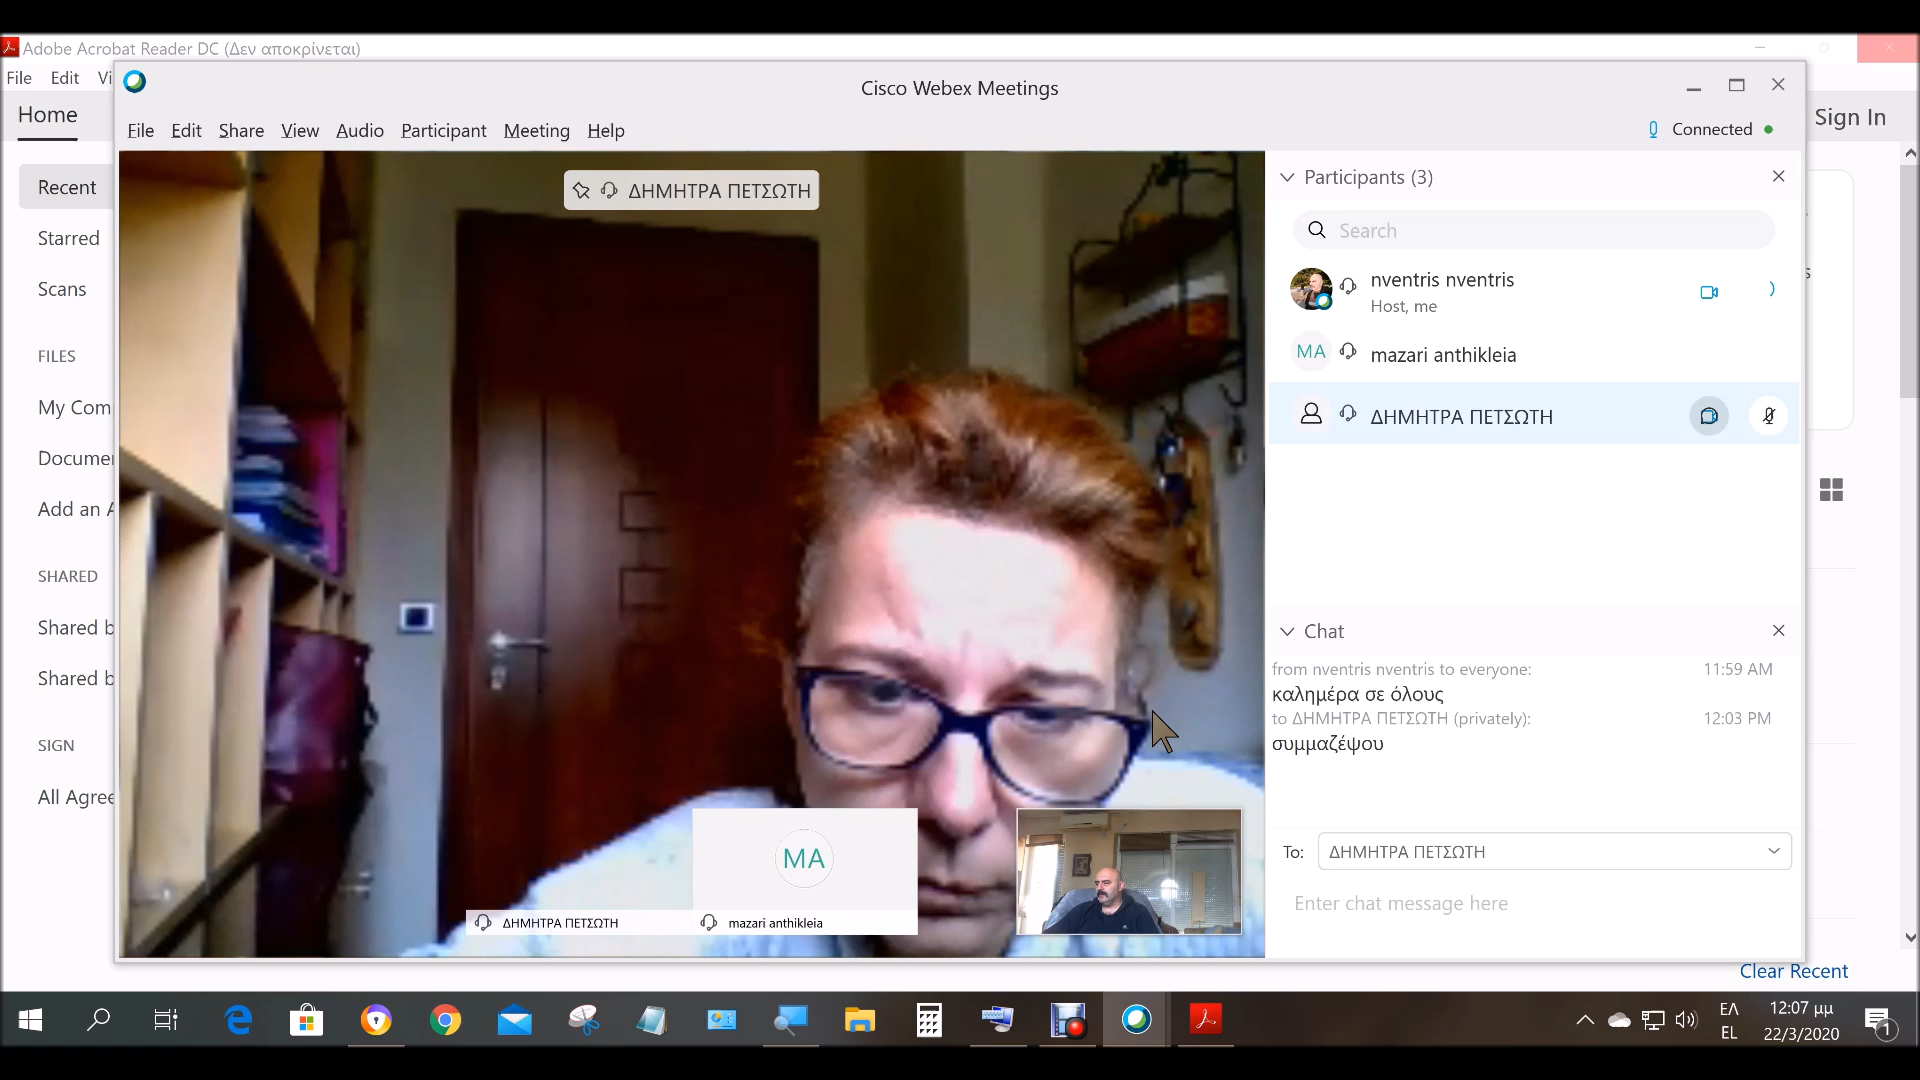 Adobe Acrobat Reader DC (Δεν αποκρίνεται)
File Edit Vi
Home
Sign In
Recent
Starred
Scans
FILES
My Com
Documen
Add an A
SHARED
Shared b
Shared b
SIGN
All Agree
Clear Recent
Cisco Webex Meetings
File Edit Share View Audio Participant Meeting Help
Connected
ΔΗΜΗΤΡΑ ΠΕΤΣΩΤΗ
MA
ΔΗΜΗΤΡΑ ΠΕΤΣΩΤΗ
mazari anthikleia
Participants (3)
Search
nventris nventris
Host, me
MA mazari anthikleia
ΔΗΜΗΤΡΑ ΠΕΤΣΩΤΗ
Chat
from nventris nventris to everyone: 11:59 AM
καλημέρα σε όλους
to ΔΗΜΗΤΡΑ ΠΕΤΣΩΤΗ (privately): 12:03 PM
συμμαζέψου
To: ΔΗΜΗΤΡΑ ΠΕΤΣΩΤΗ
Enter chat message here
ΕΛ
EL
12:07 μμ
22/3/2020
1